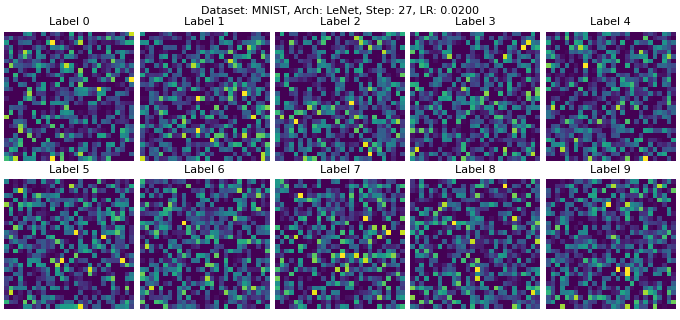 Dataset: MNIST, Arch: LeNet, Step: 27, LR: 0.0200
Label 0
Label 1
Label 2
Label 3
Label 4
Label 5
Label 6
Label 7
Label 8
Label 9